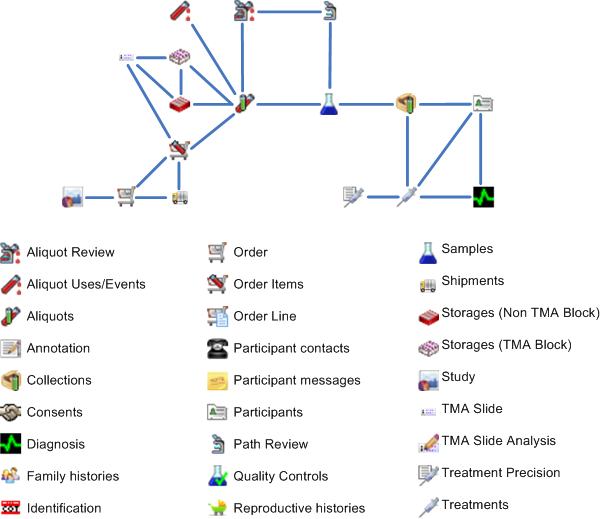 Aliquot Review
Aliquot Uses/Events
Aliquots
Annotation
Collections
Consents
Diagnosis
Family histories
Identification
Order
Order Items
Order Line
Participant contacts
Participant messages
Participants
Path Review
Quality Controls
Reproductive histories
Samples
Shipments
Storages (Non TMA Block)
Storages (TMA Block)
Study
TMA Slide
TMA Slide Analysis
Treatment Precision
Treatments